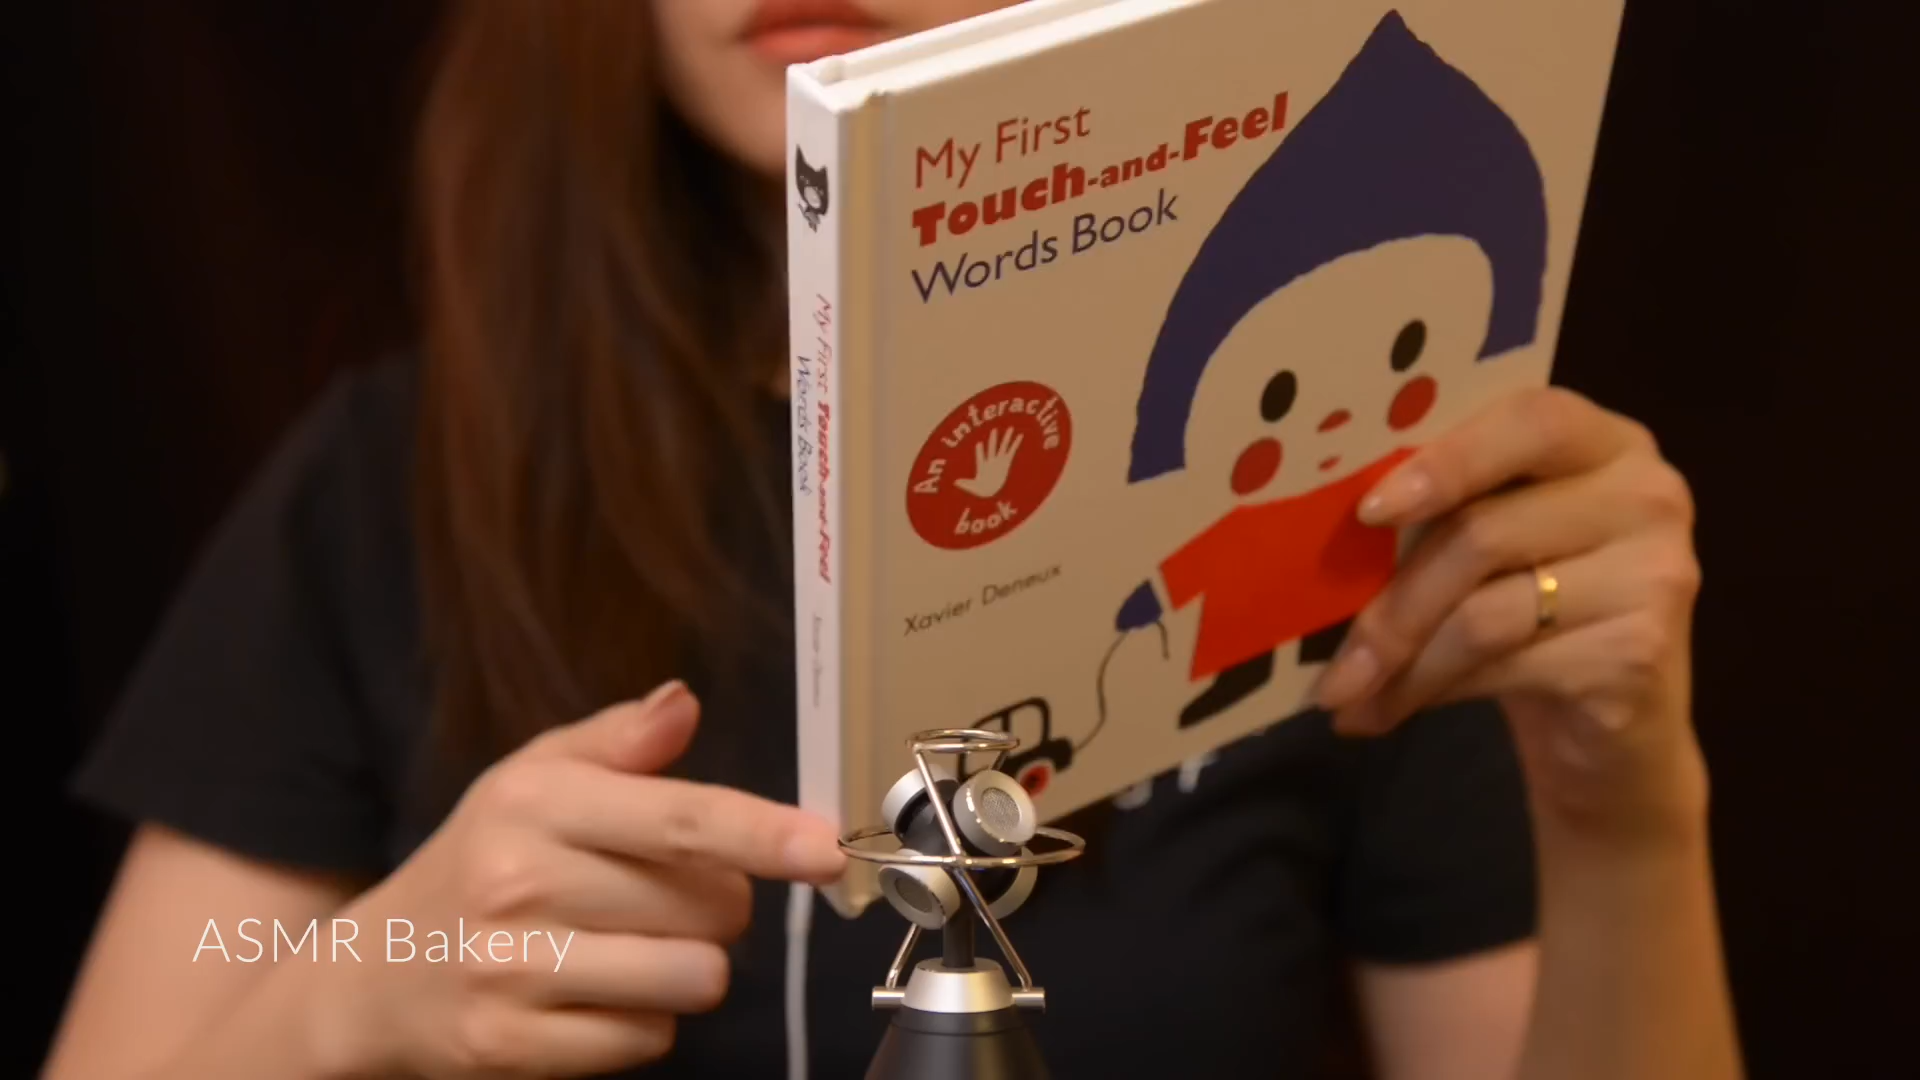 My First
Touch-and-Feel
Words Book
An interactive
book
Xavier Deneux
My First Touch-and-Feel
Words Book
ASMR Bakery